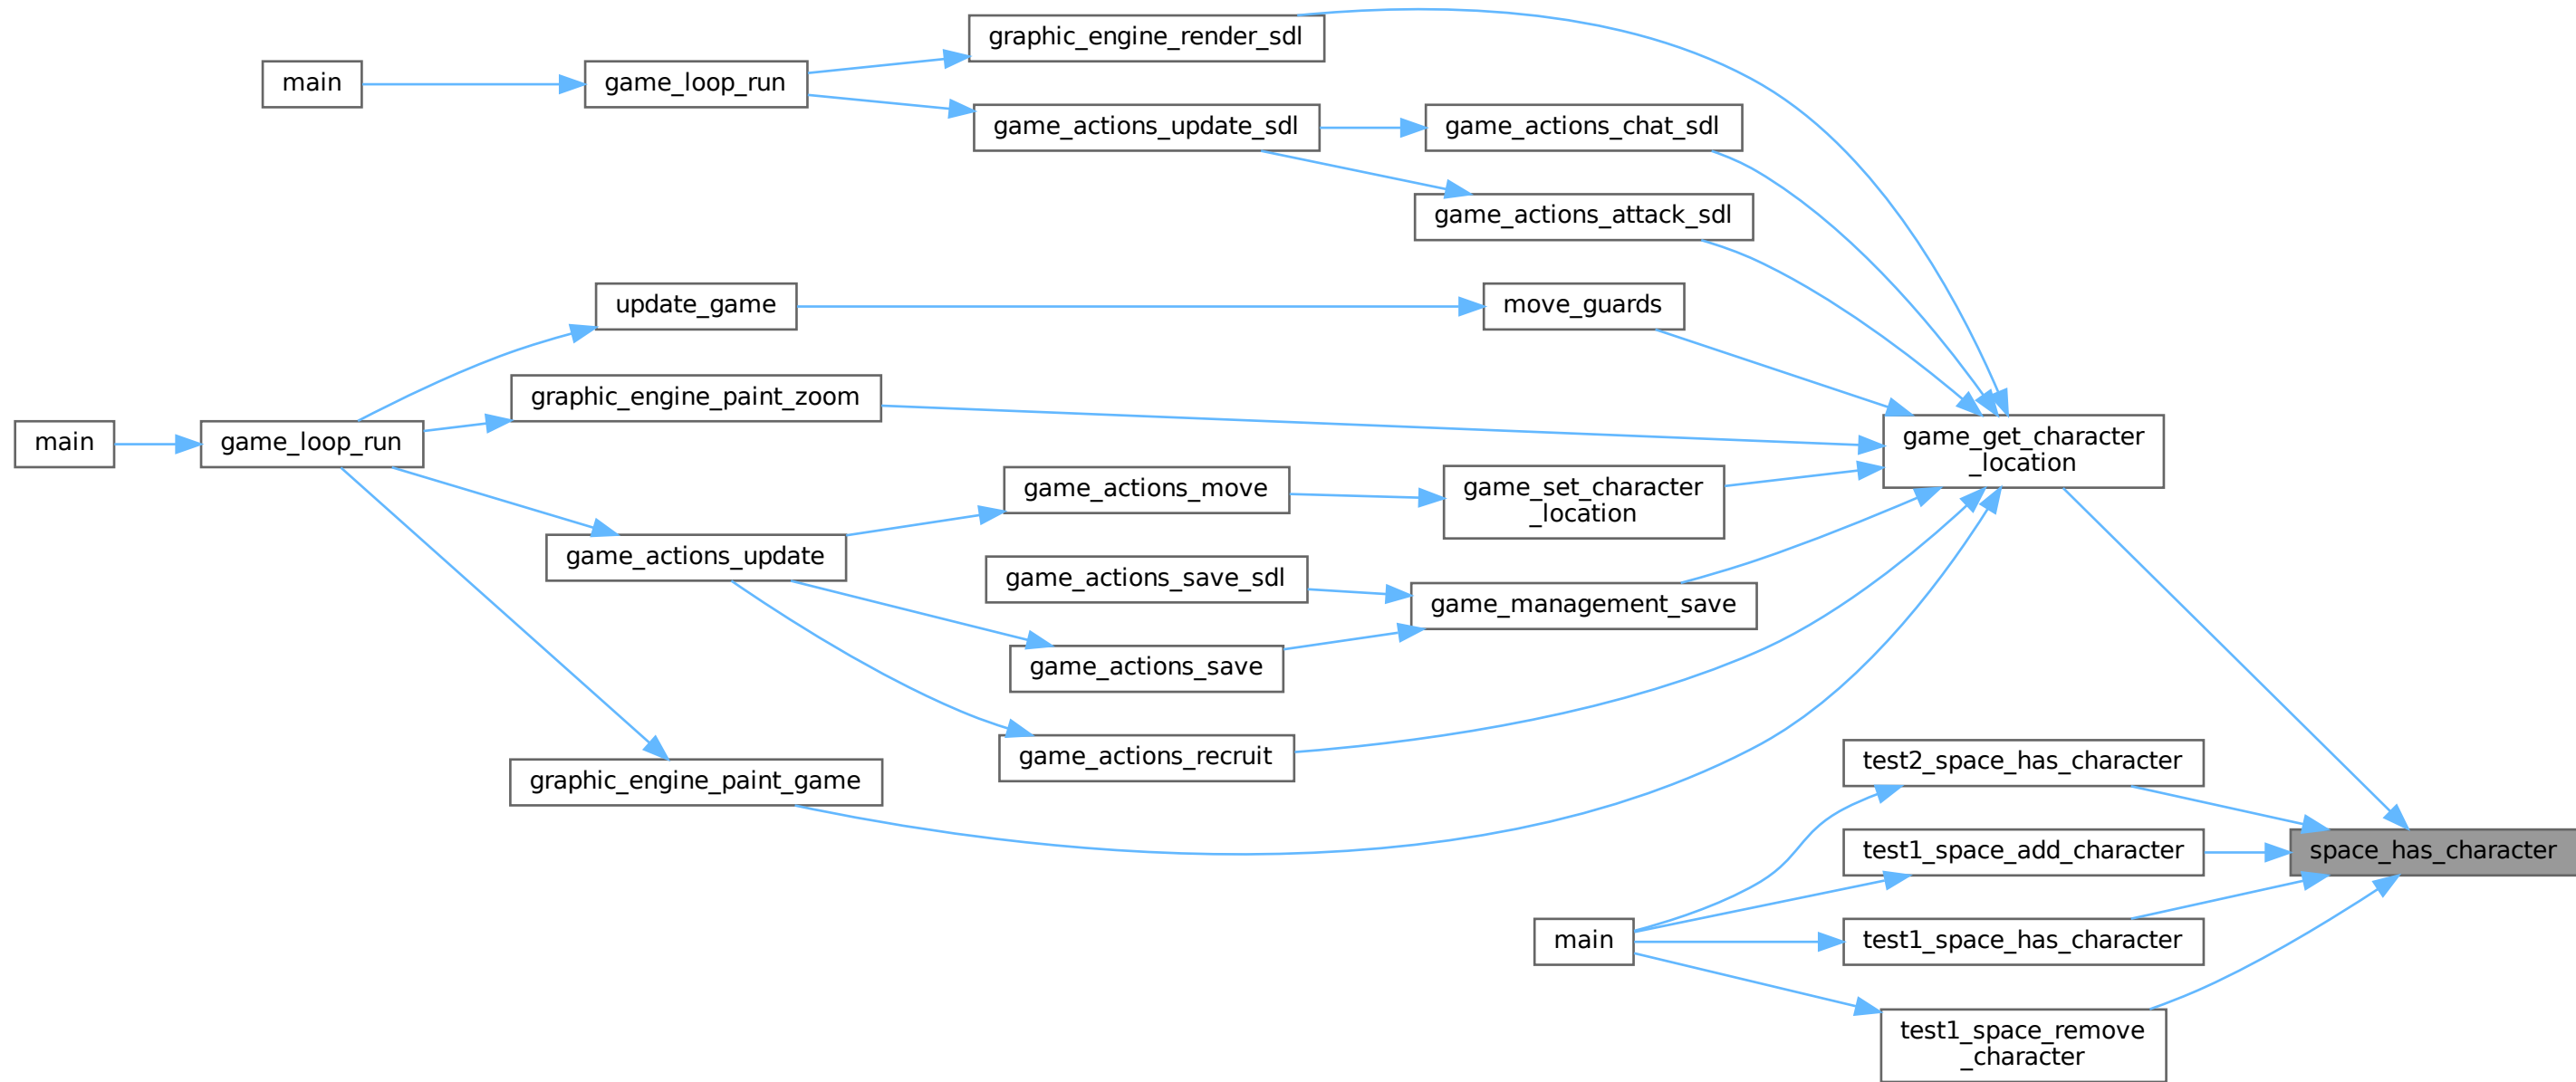 graphic_engine_render_sdl
main
game_loop_run
game_actions_update_sdl
game_actions_chat_sdl
game_actions_attack_sdl
update_game
move_guards
graphic_engine_paint_zoom
main
game_loop_run
game_get_character
_location
game_actions_move
game_set_character
_location
game_actions_update
game_actions_save_sdl
game_management_save
game_actions_save
game_actions_recruit
graphic_engine_paint_game
test2_space_has_character
test1_space_add_character
space_has_character
main
test1_space_has_character
test1_space_remove
_character